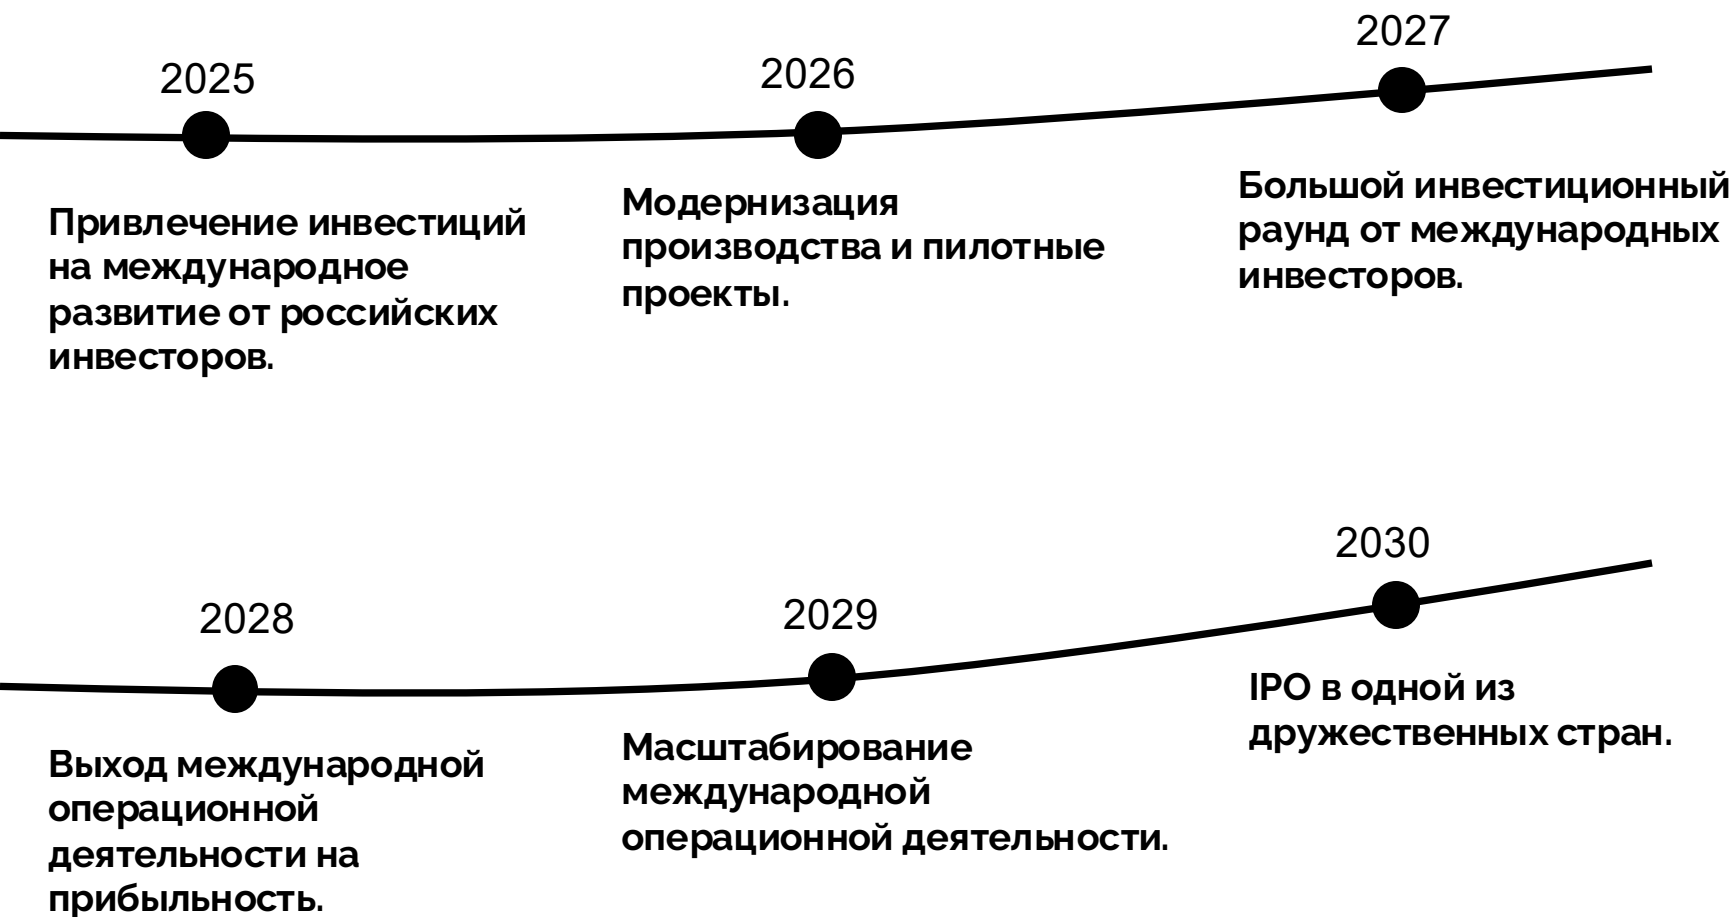 2025
Привлечение инвестиций
на международное
развитие от российских
инвесторов.
2026
Модернизация
производства и пилотные
проекты.
2027
Большой инвестиционный
раунд от международных
инвесторов.
2028
Выход международной
операционной
деятельности на
прибыльность.
2029
Масштабирование
международной
операционной деятельности.
2030
IPO в одной из
дружественных стран.